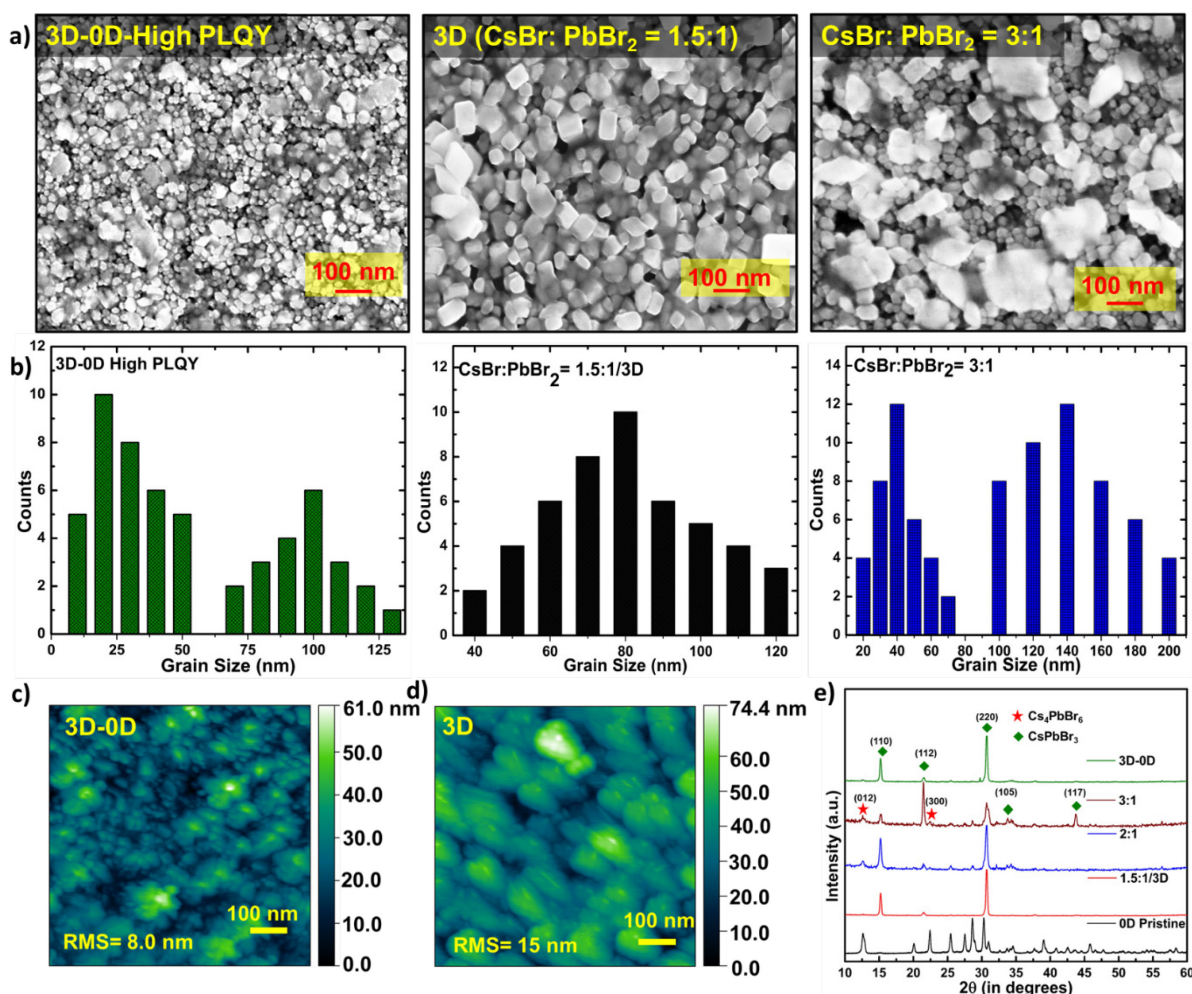 a)
3D-0D-High PLQY
3D (CsBr: PbBr₂ = 1.5:1)
CsBr: PbBr₂ = 3:1
100 nm
100 nm
100 nm
b)
3D-0D High PLQY
12
10
8
6
4
2
0
Counts
0 25 50 75 100 125
Grain Size (nm)
CsBr:PbBr₂= 1.5:1/3D
12
10
8
6
4
2
0
Counts
40 60 80 100 120
Grain Size (nm)
CsBr:PbBr₂= 3:1
14
12
10
8
6
4
2
0
Counts
20 40 60 80 100 120 140 160 180 200
Grain Size (nm)
c)
3D-0D
RMS= 8.0 nm
100 nm
61.0 nm
50.0
40.0
30.0
20.0
10.0
0.0
d)
3D
RMS= 15 nm
100 nm
74.4 nm
60.0
50.0
40.0
30.0
20.0
10.0
0.0
e)
Cs₄PbBr₆
CsPbBr₃
(110)
(112)
(220)
3D-0D
(012)
(300)
(105)
(117)
3:1
2:1
1.5:1/3D
0D Pristine
Intensity (a.u.)
10 15 20 25 30 35 40 45 50 55 60
2θ (in degrees)